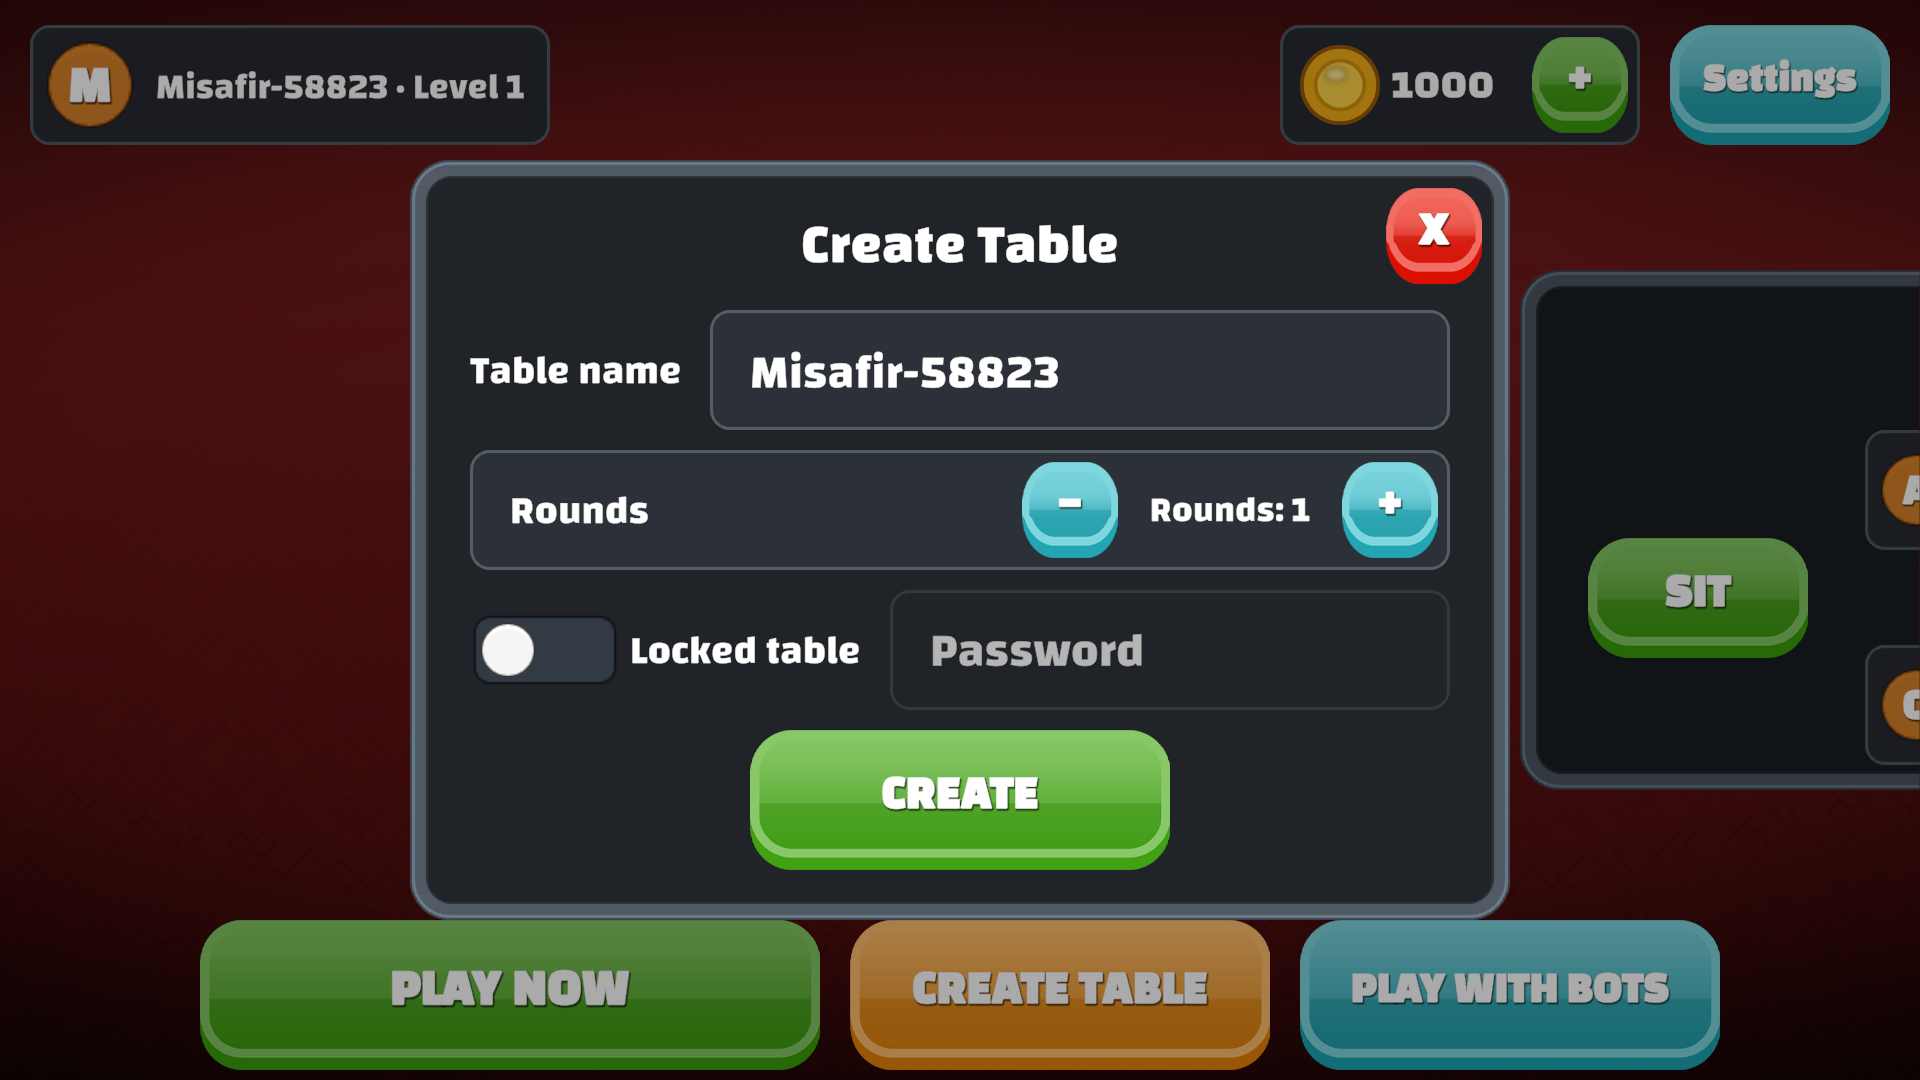 M
Misafir-58823 · Level 1
1000
+
Settings
Create Table
X
Table name
Misafir-58823
Rounds
-
Rounds: 1
+
Locked table
Password
CREATE
SIT
PLAY NOW
CREATE TABLE
PLAY WITH BOTS